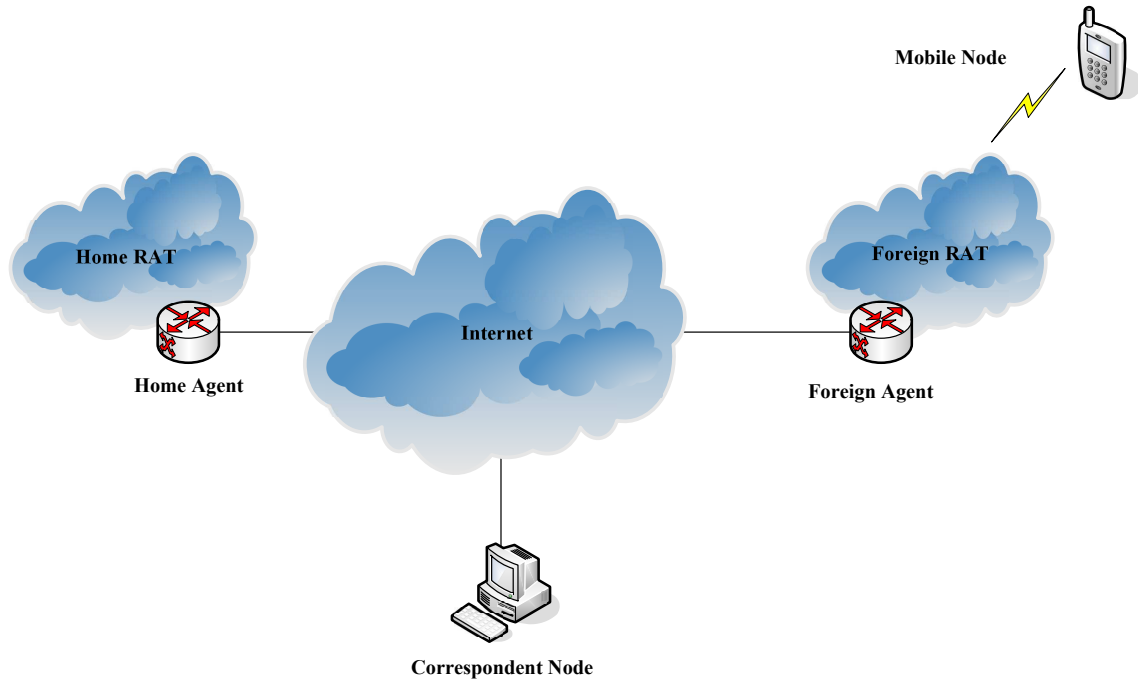 Mobile Node
Home RAT
Foreign RAT
Internet
Home Agent
Foreign Agent
Correspondent Node